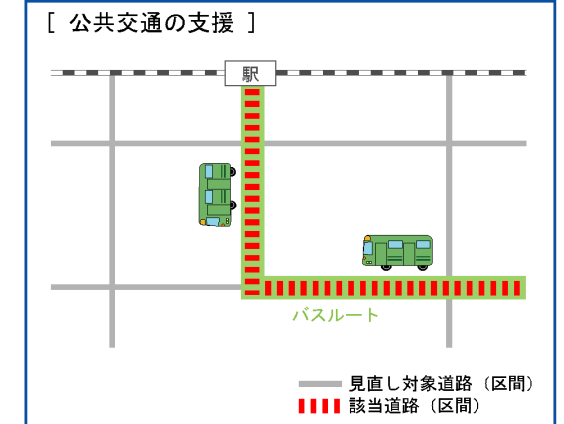 [ 公共交通の支援 ]
駅
バスルート
見直し対象道路（区間）
該当道路（区間）